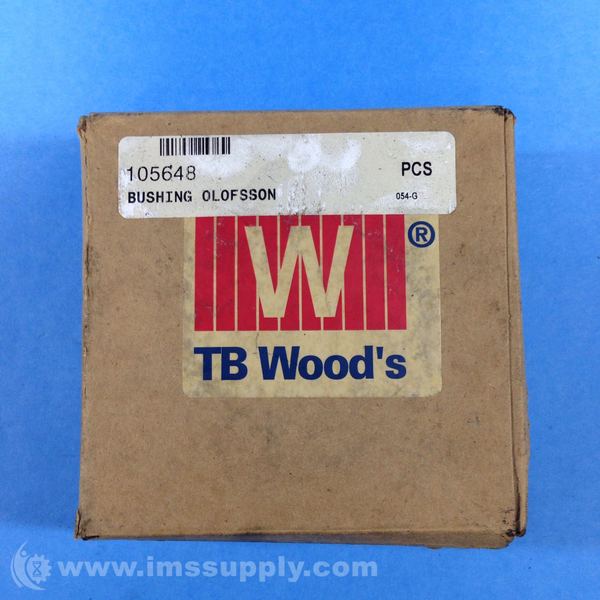 105648 PCS
BUSHING OLOFSSON 054-G
W ®
TB Wood's
www.imssupply.com